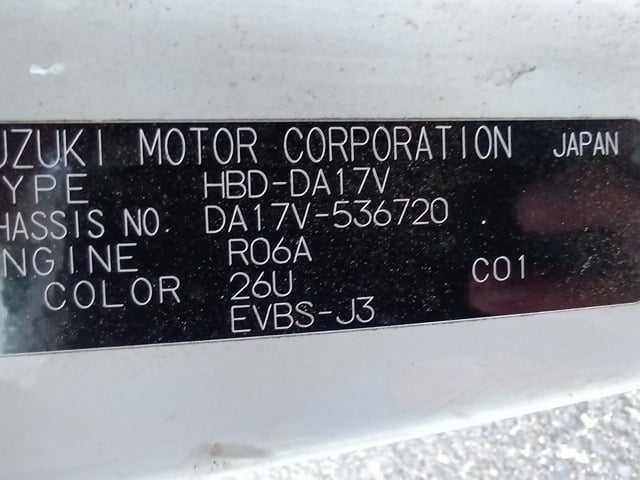 UZUKI MOTOR CORPORATION JAPAN
YPE HBD-DA17V
HASSIS NO. DA17V-536720
NGINE R06A
COLOR 26U C01
EVBS-J3